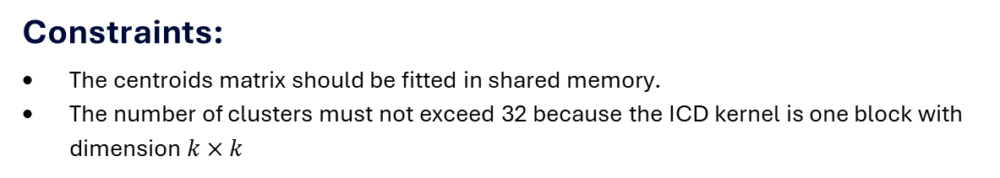 Constraints:
• The centroids matrix should be fitted in shared memory.
• The number of clusters must not exceed 32 because the ICD kernel is one block with
dimension k × k